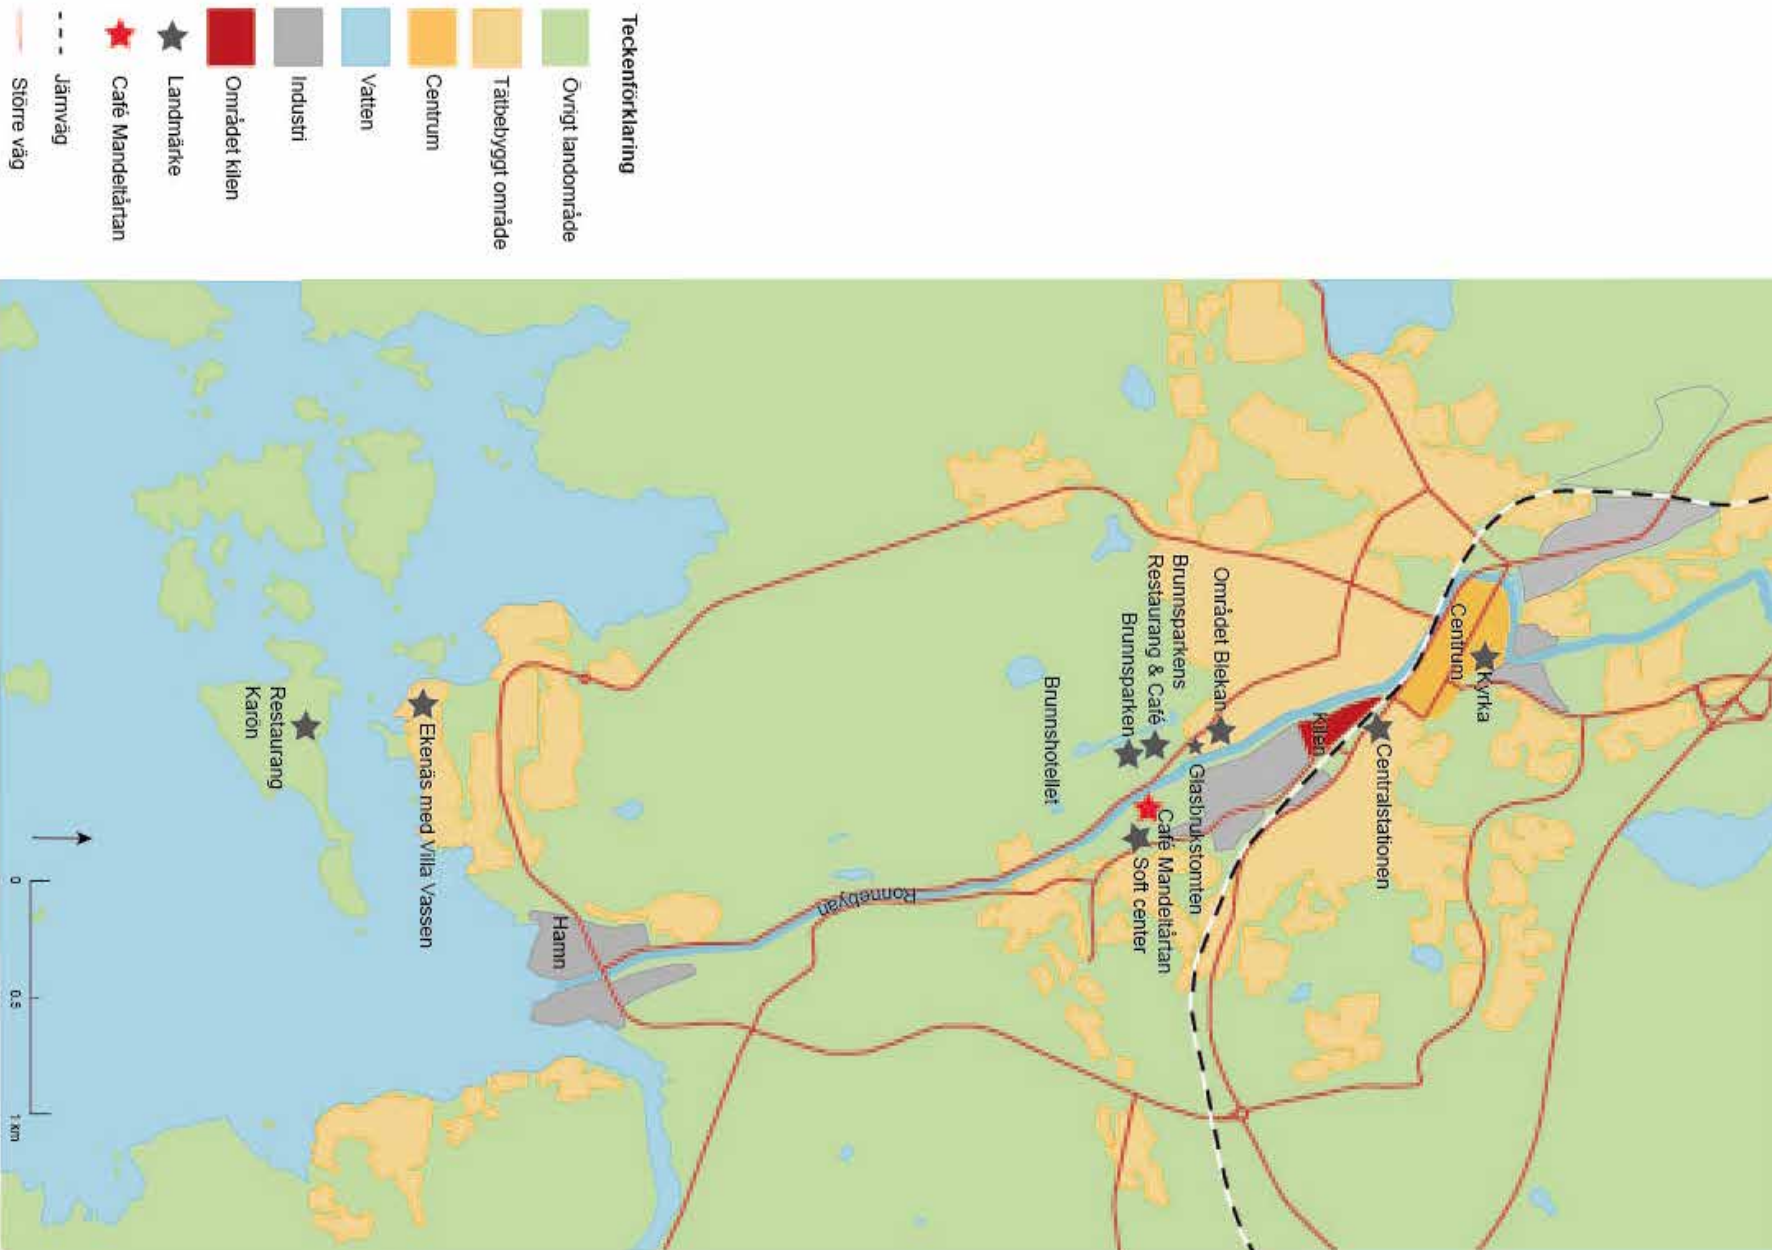 Teckenförklaring
Övrigt landområde
Tätbebyggt område
Centrum
Vatten
Industri
Området kilen
Landmärke
Café Mandeltårtan
Järnväg
Större väg
Kyrka
Centrum
Centralstationen
Kilen
Området Blekan
Glasbrukstomten
Brunnsparkens
Restaurang & Café
Café Mandeltårtan
Brunnsparken
Soft center
Brunnshotellet
Ronnebyån
Hamn
Ekenäs med Villa Vassen
Restaurang
Karön
0
0.5
1 km